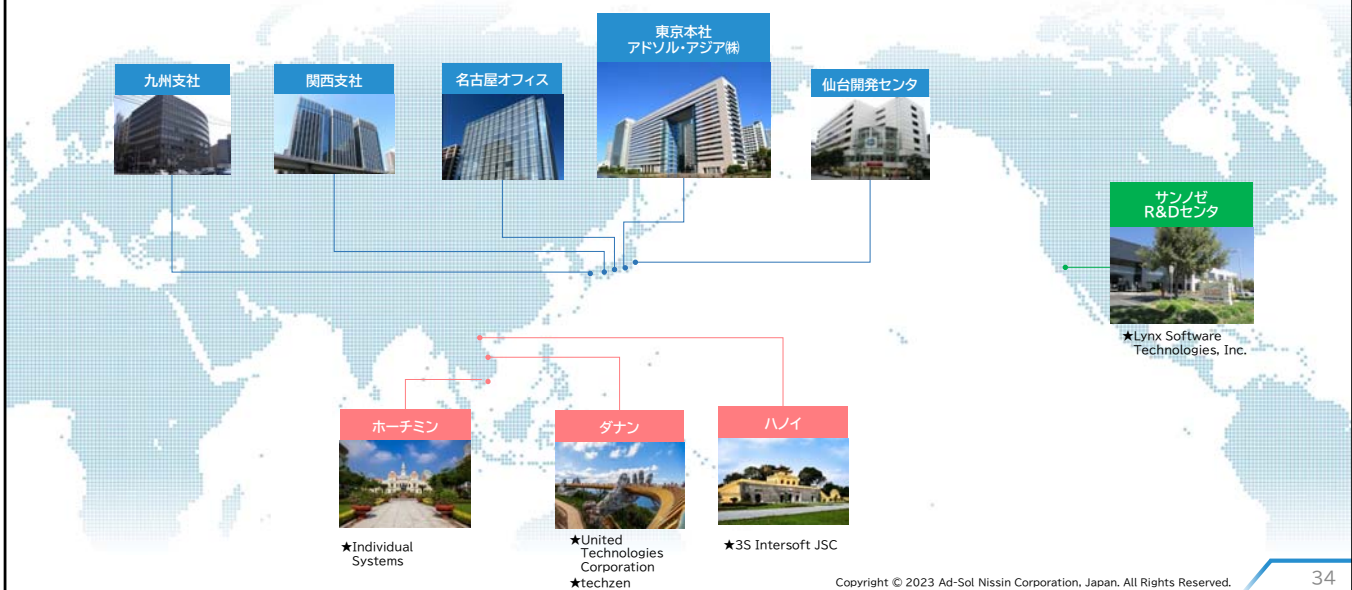 東京本社
アドソル・アジア㈱
九州支社
関西支社
名古屋オフィス
仙台開発センタ
サンノゼ
R&Dセンタ
★Lynx Software
Technologies, Inc.
ホーチミン
ダナン
ハノイ
★Individual
Systems
★United
Technologies
Corporation
★techzen
★3S Intersoft JSC
Copyright © 2023 Ad-Sol Nissin Corporation, Japan. All Rights Reserved.
34